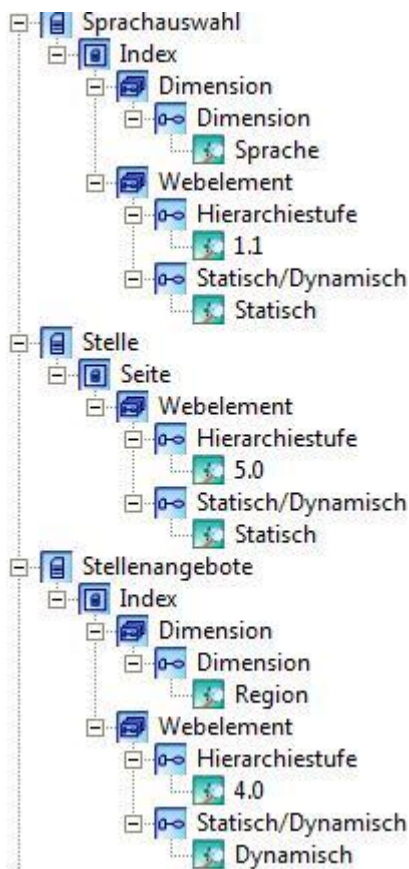 Sprachauswahl
Index
Dimension
Dimension
Sprache
Webelement
Hierarchiestufe
1.1
Statisch/Dynamisch
Statisch
Stelle
Seite
Webelement
Hierarchiestufe
5.0
Statisch/Dynamisch
Statisch
Stellenangebote
Index
Dimension
Dimension
Region
Webelement
Hierarchiestufe
4.0
Statisch/Dynamisch
Dynamisch